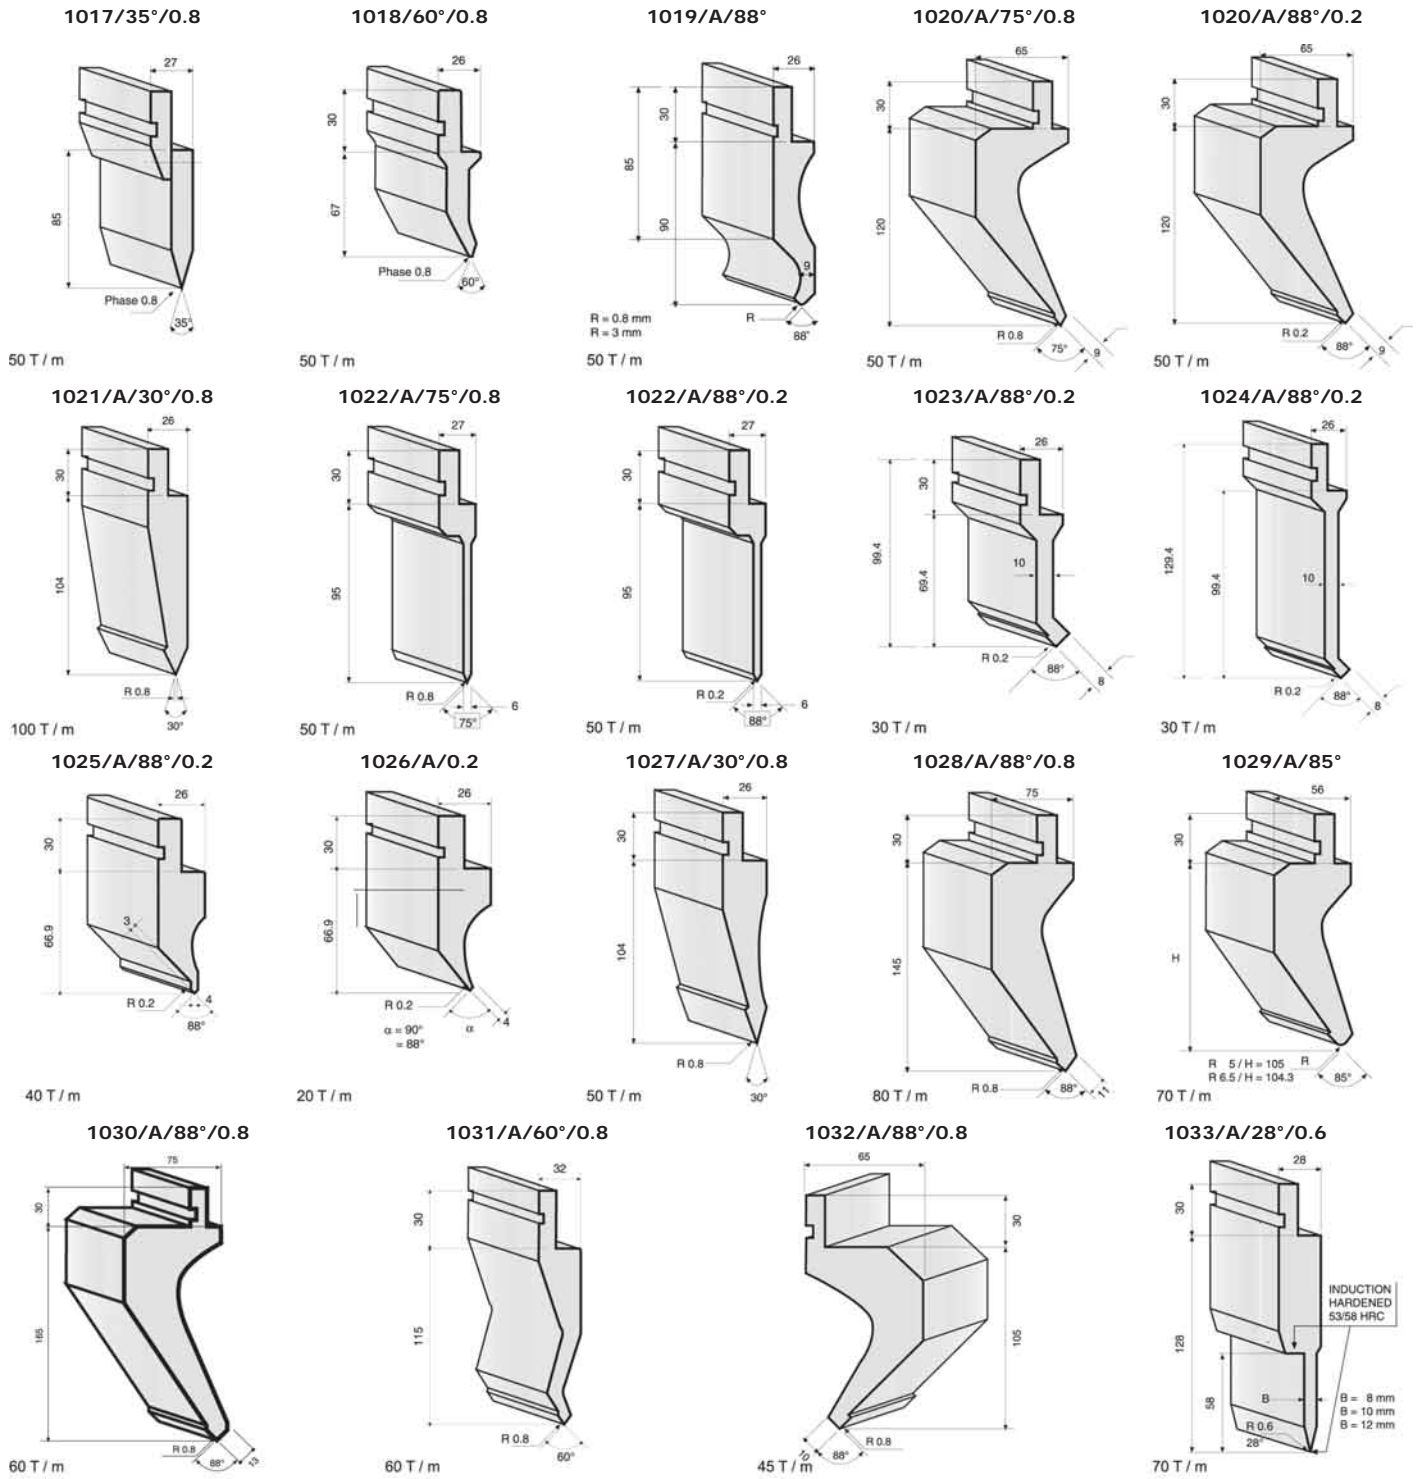 1017/35°/0.8
27
85
Phase 0.8
35°
50 T / m
1018/60°/0.8
26
30
67
Phase 0.8
60°
50 T / m
1019/A/88°
26
30
85
90
9
R = 0.8 mm
R = 3 mm
R
88°
50 T / m
1020/A/75°/0.8
65
30
120
R 0.8
75°
9
50 T / m
1020/A/88°/0.2
65
30
120
R 0.2
88°
9
50 T / m
1021/A/30°/0.8
26
30
104
R 0.8
30°
100 T / m
1022/A/75°/0.8
27
30
95
R 0.8
6
75°
50 T / m
1022/A/88°/0.2
27
30
95
R 0.2
6
88°
50 T / m
1023/A/88°/0.2
26
30
99.4
69.4
10
R 0.2
88°
8
30 T / m
1024/A/88°/0.2
26
30
129.4
99.4
10
R 0.2
88°
8
30 T / m
1025/A/88°/0.2
26
30
66.9
3
R 0.2
4
88°
40 T / m
1026/A/0.2
26
30
66.9
R 0.2
α
4
α = 90°
= 88°
20 T / m
1027/A/30°/0.8
26
30
104
R 0.8
30°
50 T / m
1028/A/88°/0.8
75
30
145
R 0.8
88°
11
80 T / m
1029/A/85°
56
30
H
R 5 / H = 105
R 6.5 / H = 104.3
R
85°
70 T / m
1030/A/88°/0.8
75
30
165
R 0.8
88°
13
60 T / m
1031/A/60°/0.8
32
30
115
R 0.8
60°
60 T / m
1032/A/88°/0.8
65
30
105
10
88°
R 0.8
45 T / m
1033/A/28°/0.6
28
30
128
58
INDUCTION
HARDENED
53/58 HRC
B
B = 8 mm
B = 10 mm
B = 12 mm
R 0.6
28°
70 T / m